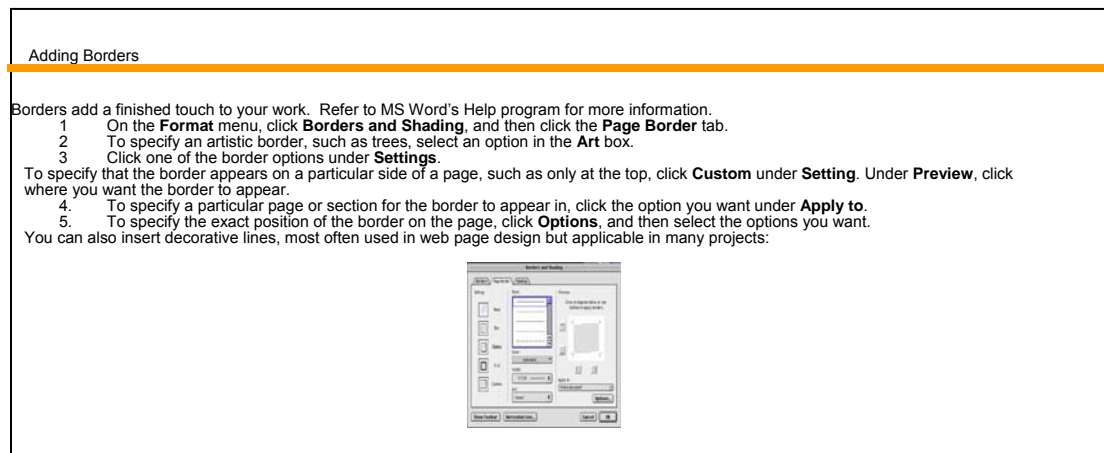 Adding Borders
Borders add a finished touch to your work.  Refer to MS Word's Help program for more information.
1 On the Format menu, click Borders and Shading, and then click the Page Border tab.
2 To specify an artistic border, such as trees, select an option in the Art box.
3 Click one of the border options under Settings.
To specify that the border appears on a particular side of a page, such as only at the top, click Custom under Setting. Under Preview, click
where you want the border to appear.
4. To specify a particular page or section for the border to appear in, click the option you want under Apply to.
5. To specify the exact position of the border on the page, click Options, and then select the options you want.
You can also insert decorative lines, most often used in web page design but applicable in many projects:
Borders and Shading
Page Border
Preview
Custom
Options...
Horizontal Line...
Cancel